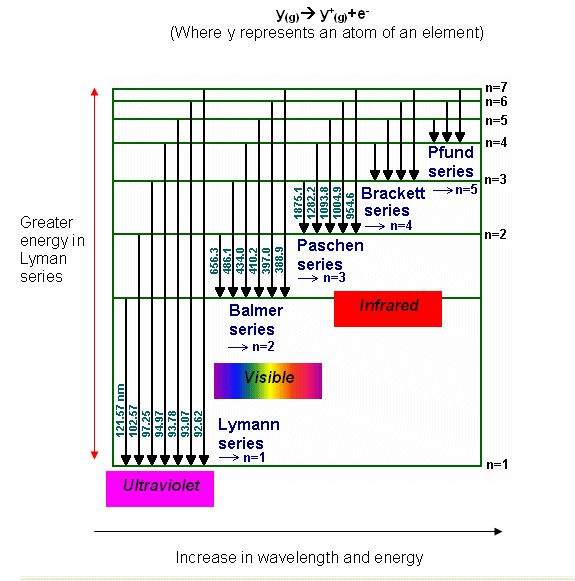 y(g)→ y+(g)+e-
(Where y represents an atom of an element)
n=7
n=6
n=5
n=4
Pfund
series
→ n=5
n=3
Brackett
series
→ n=4
1875.1
1282.2
1093.8
1004.9
954.6
Greater
energy in
Lyman
series
n=2
Paschen
series
→ n=3
656.3
486.1
434.0
410.2
397.0
388.9
Infrared
Balmer
series
→ n=2
Visible
121.57 nm
102.57
97.25
94.97
93.78
93.07
92.62
Lymann
series
→ n=1
n=1
Ultraviolet
Increase in wavelength and energy